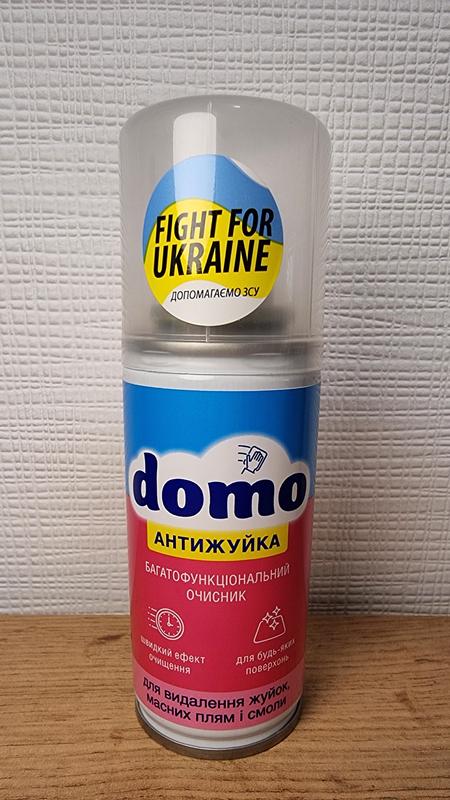 FIGHT FOR
UKRAINE
ДОПОМАГАЄМО ЗСУ
domo
АНТИЖУЙКА
БАГАТОФУНКЦІОНАЛЬНИЙ
ОЧИСНИК
швидкий ефект
очищення
для будь-яких
поверхонь
для видалення жуйок,
масних плям і смоли